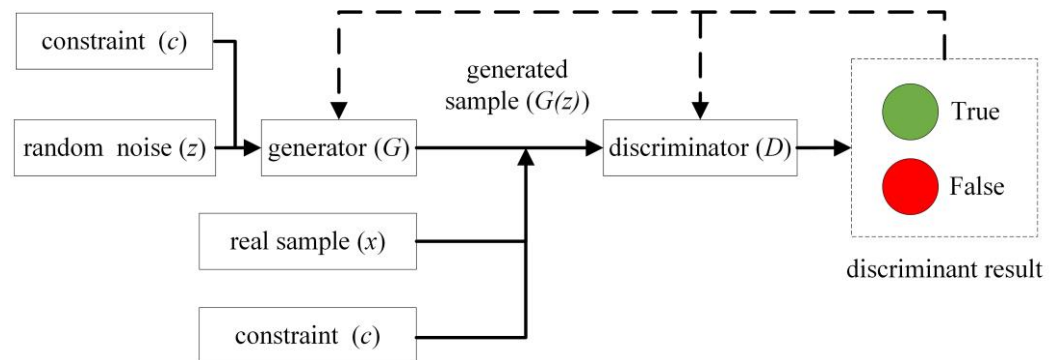 constraint (c)
random noise (z)
generator (G)
generated
sample (G(z))
discriminator (D)
True
False
discriminant result
real sample (x)
constraint (c)